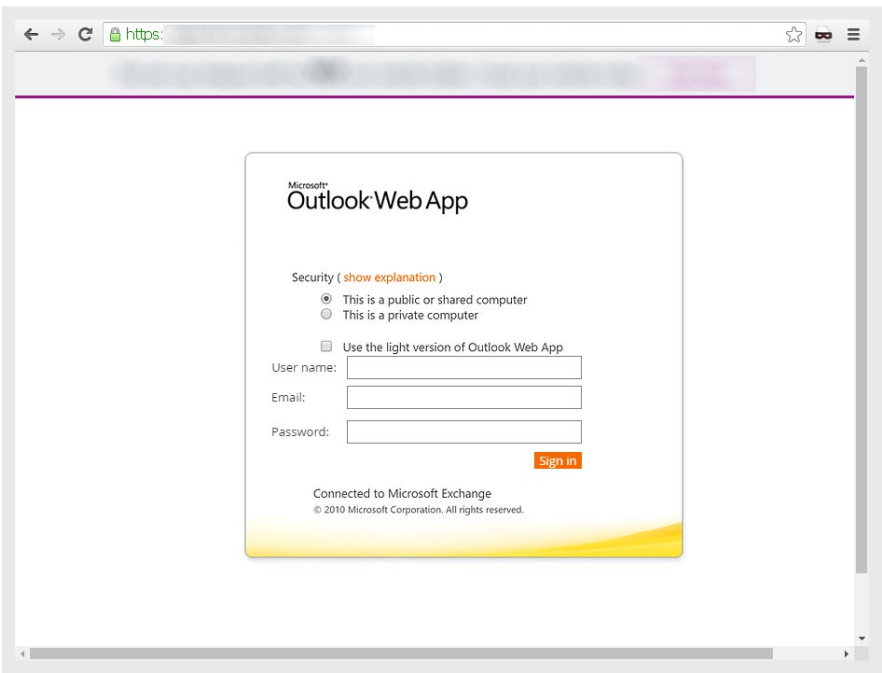 https:
Microsoft®
Outlook® Web App
Security ( show explanation )
This is a public or shared computer
This is a private computer
Use the light version of Outlook Web App
User name:
Email:
Password:
Sign in
Connected to Microsoft Exchange
© 2010 Microsoft Corporation. All rights reserved.